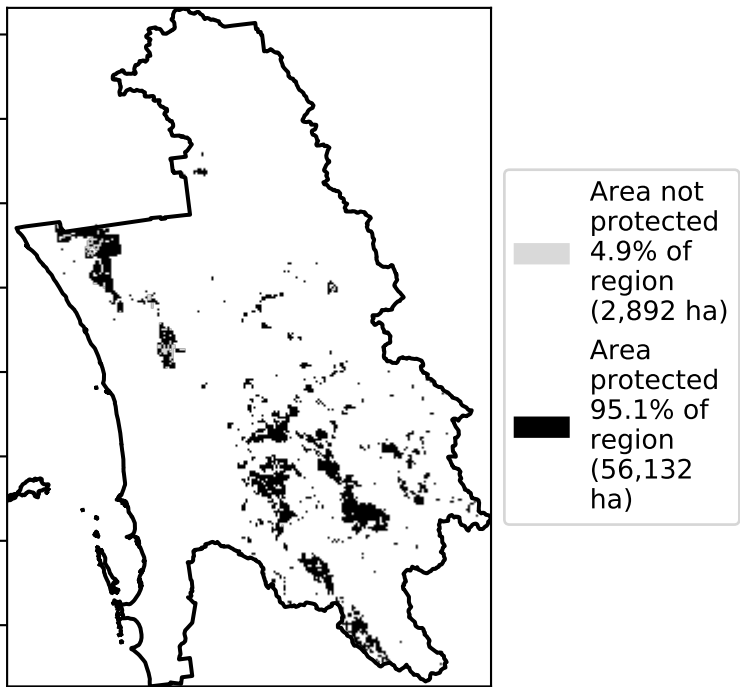 Area not
protected
4.9% of
region
(2,892 ha)
Area
protected
95.1% of
region
(56,132
ha)